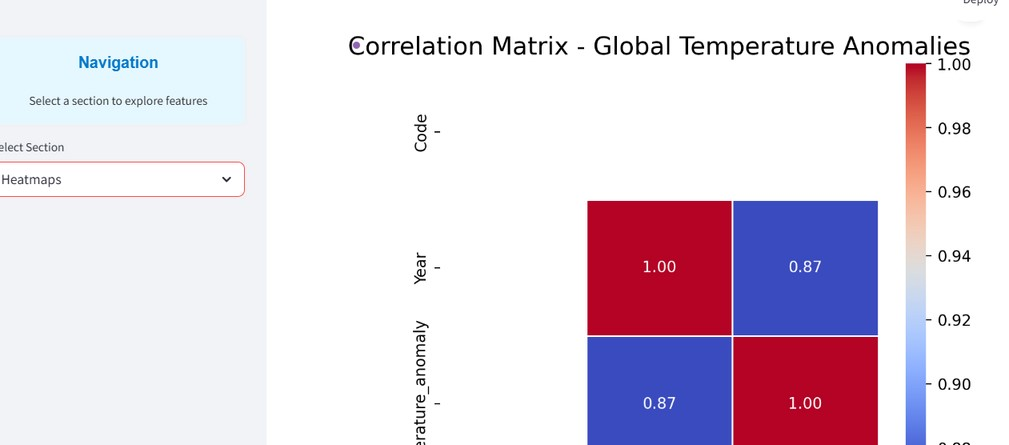 Deploy
Navigation
Select a section to explore features
elect Section
Heatmaps
Correlation Matrix - Global Temperature Anomalies
Code
Year
erature_anomaly
1.00
0.87
0.87
1.00
1.00
0.98
0.96
0.94
0.92
0.90
0.88